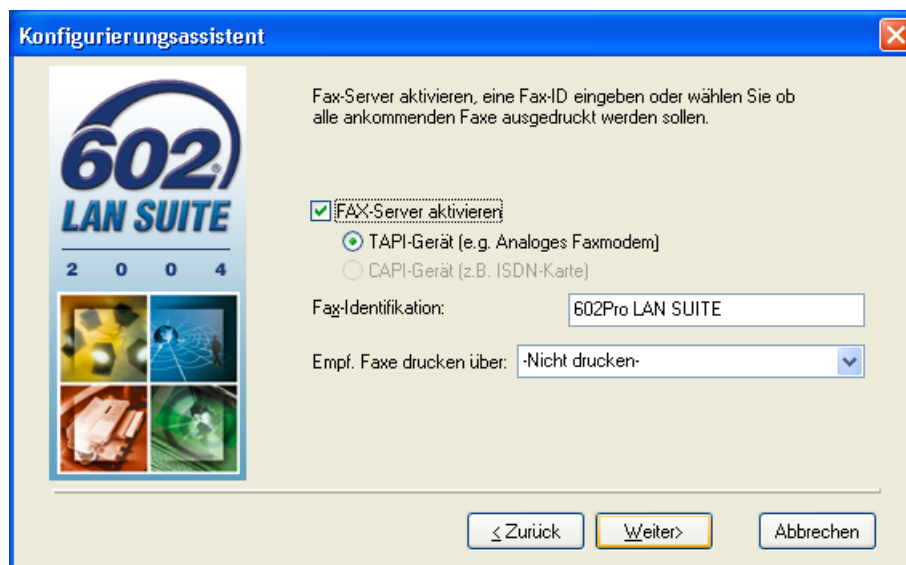 Konfigurierungsassistent
602
LAN SUITE
2 0 0 4
Fax-Server aktivieren, eine Fax-ID eingeben oder wählen Sie ob
alle ankommenden Faxe ausgedruckt werden sollen.
FAX-Server aktivieren
TAPI-Gerät (e.g. Analoges Faxmodem)
CAPI-Gerät (z.B. ISDN-Karte)
Fax-Identifikation: 602Pro LAN SUITE
Empf. Faxe drucken über: -Nicht drucken-
< Zurück Weiter> Abbrechen